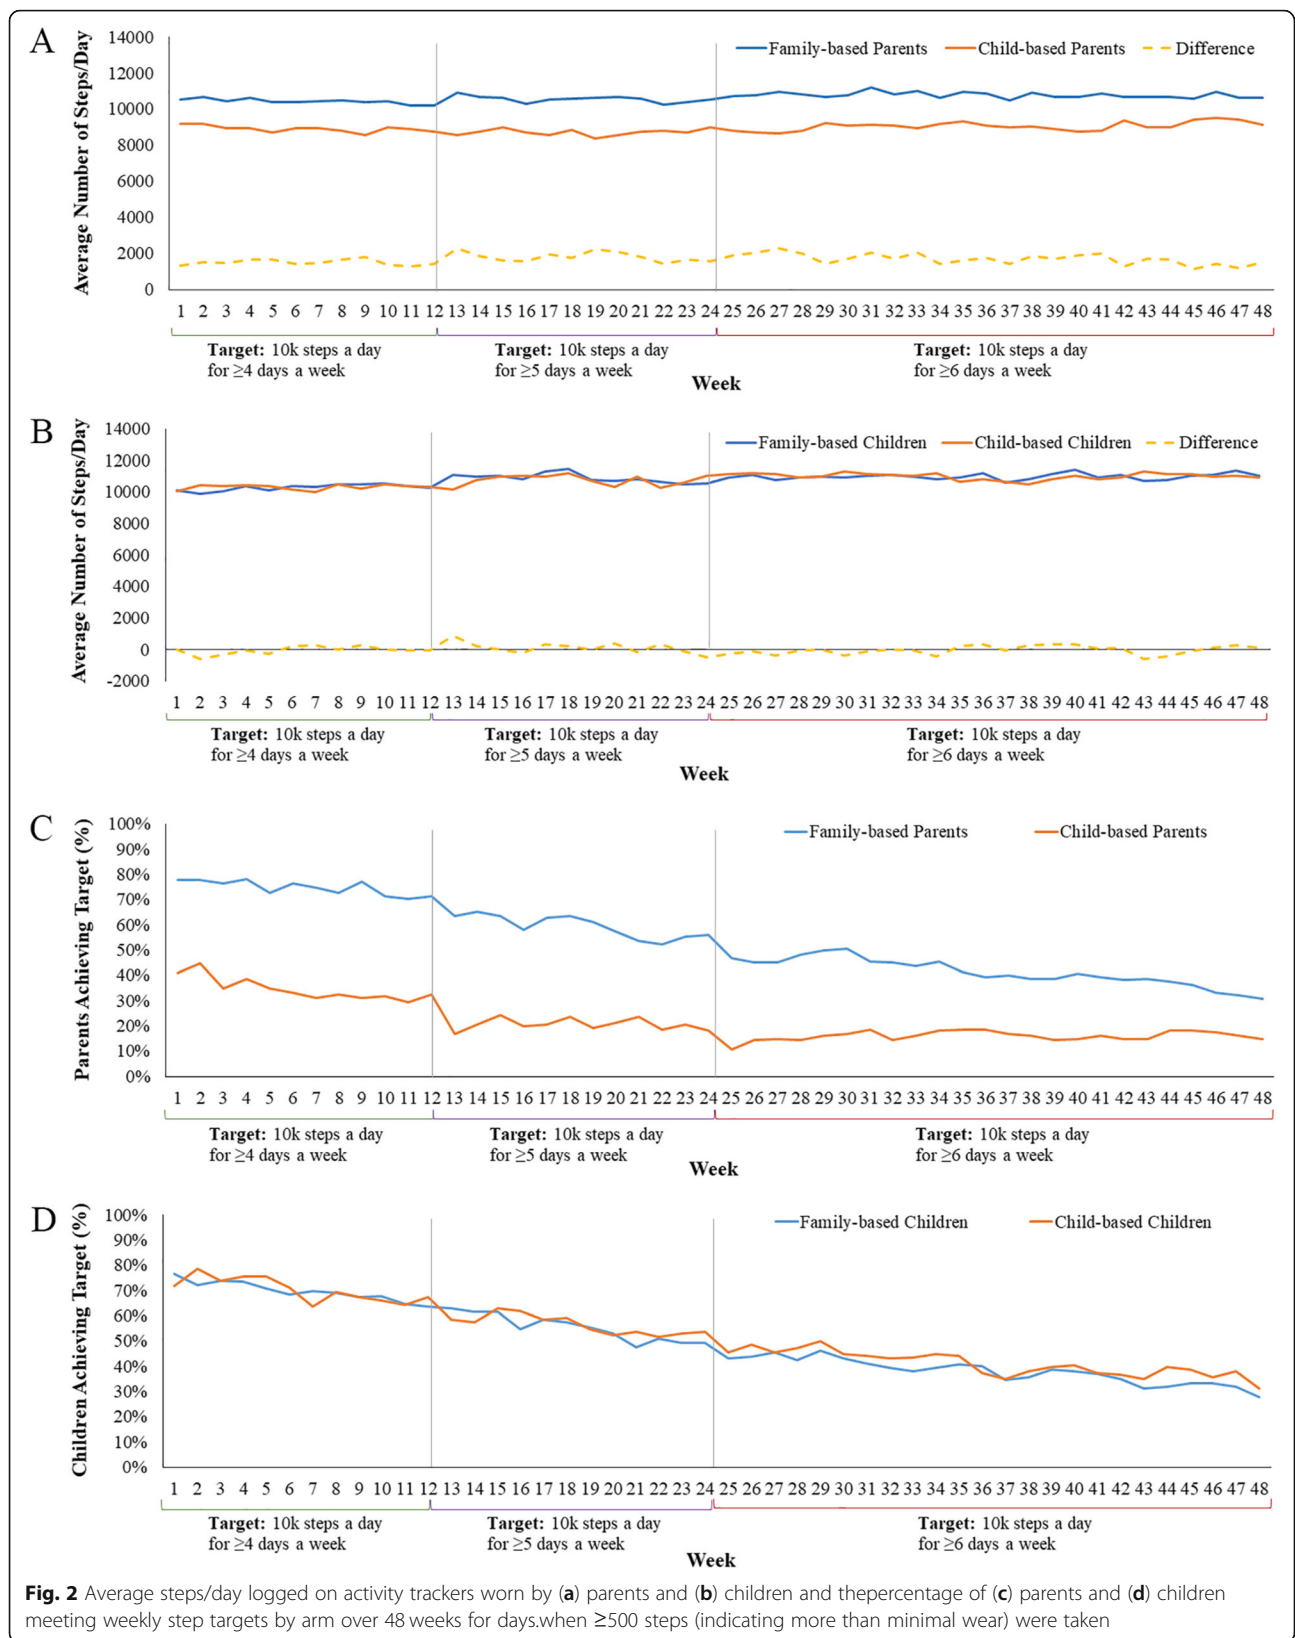 A
Average Number of Steps/Day
14000
12000
10000
8000
6000
4000
2000
0
Family-based Parents Child-based Parents Difference
1 2 3 4 5 6 7 8 9 10 11 12 13 14 15 16 17 18 19 20 21 22 23 24 25 26 27 28 29 30 31 32 33 34 35 36 37 38 39 40 41 42 43 44 45 46 47 48
Target: 10k steps a day
for ≥4 days a week
Target: 10k steps a day
for ≥5 days a week
Target: 10k steps a day
for ≥6 days a week
Week
B
Average Number of Steps/Day
14000
12000
10000
8000
6000
4000
2000
0
-2000
Family-based Children Child-based Children Difference
1 2 3 4 5 6 7 8 9 10 11 12 13 14 15 16 17 18 19 20 21 22 23 24 25 26 27 28 29 30 31 32 33 34 35 36 37 38 39 40 41 42 43 44 45 46 47 48
Target: 10k steps a day
for ≥4 days a week
Target: 10k steps a day
for ≥5 days a week
Target: 10k steps a day
for ≥6 days a week
Week
C
Parents Achieving Target (%)
100%
90%
80%
70%
60%
50%
40%
30%
20%
10%
0%
Family-based Parents Child-based Parents
1 2 3 4 5 6 7 8 9 10 11 12 13 14 15 16 17 18 19 20 21 22 23 24 25 26 27 28 29 30 31 32 33 34 35 36 37 38 39 40 41 42 43 44 45 46 47 48
Target: 10k steps a day
for ≥4 days a week
Target: 10k steps a day
for ≥5 days a week
Target: 10k steps a day
for ≥6 days a week
Week
D
Children Achieving Target (%)
100%
90%
80%
70%
60%
50%
40%
30%
20%
10%
0%
Family-based Children Child-based Children
1 2 3 4 5 6 7 8 9 10 11 12 13 14 15 16 17 18 19 20 21 22 23 24 25 26 27 28 29 30 31 32 33 34 35 36 37 38 39 40 41 42 43 44 45 46 47 48
Target: 10k steps a day
for ≥4 days a week
Target: 10k steps a day
for ≥5 days a week
Target: 10k steps a day
for ≥6 days a week
Week
Fig. 2 Average steps/day logged on activity trackers worn by (a) parents and (b) children and thepercentage of (c) parents and (d) children
meeting weekly step targets by arm over 48 weeks for days.when ≥500 steps (indicating more than minimal wear) were taken